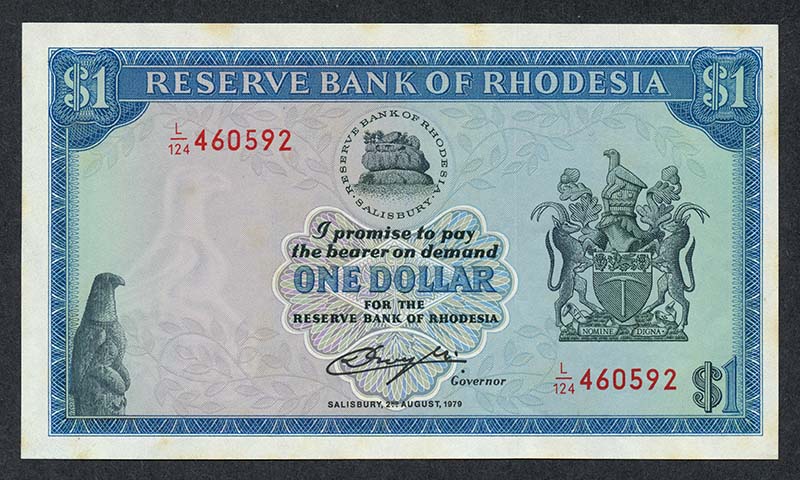 $1 RESERVE BANK OF RHODESIA $1
L/124 460592
RESERVE BANK OF RHODESIA · SALISBURY ·
I promise to pay
the bearer on demand
ONE DOLLAR
FOR THE
RESERVE BANK OF RHODESIA
NOMINE DIGNA
Governor
L/124 460592
SALISBURY, 2ND AUGUST, 1979
$1